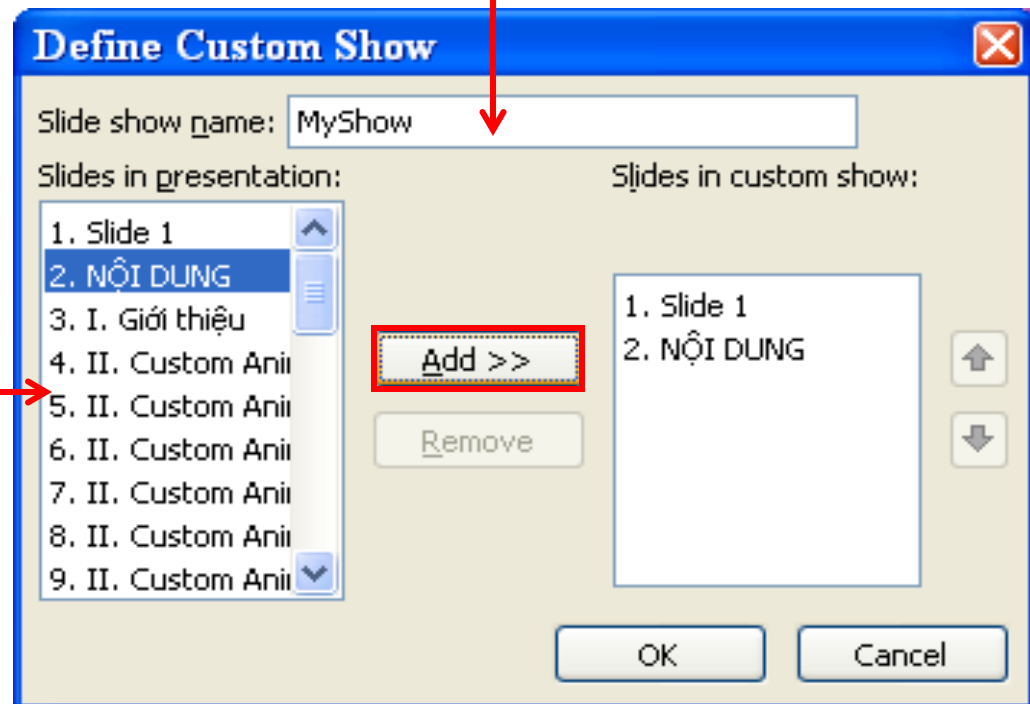 Define Custom Show
Slide show name: MyShow
Slides in presentation:
Slides in custom show:
1. Slide 1
2. NỘI DUNG
3. I. Giới thiệu
4. II. Custom Ani
5. II. Custom Ani
6. II. Custom Ani
7. II. Custom Ani
8. II. Custom Ani
9. II. Custom Ani
Add >>
Remove
1. Slide 1
2. NỘI DUNG
OK
Cancel